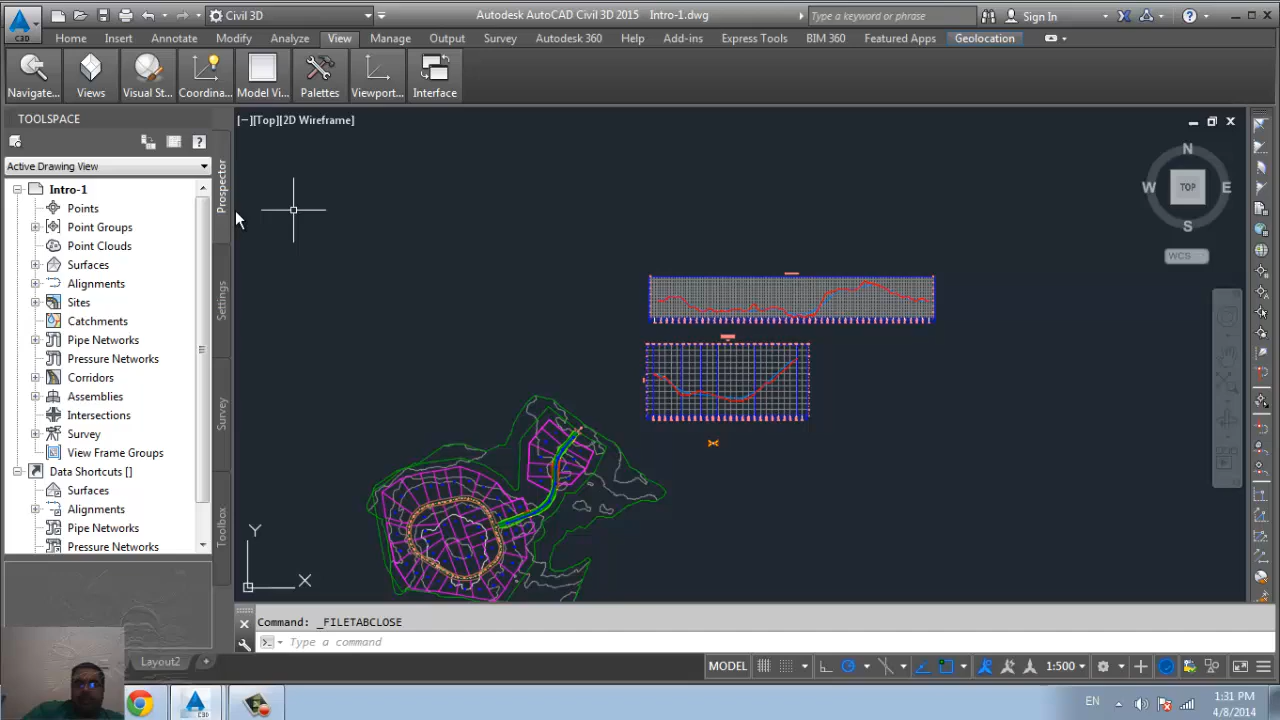 Civil 3D
Autodesk AutoCAD Civil 3D 2015 Intro-1.dwg
Type a keyword or phrase
Sign In
C3D
Home Insert Annotate Modify Analyze View Manage Output Survey Autodesk 360 Help Add-ins Express Tools BIM 360 Featured Apps Geolocation
Navigate... Views Visual St... Coordina... Model Vi... Palettes Viewport... Interface
TOOLSPACE
[−][Top][2D Wireframe]
Active Drawing View
Intro-1
Points
Point Groups
Point Clouds
Surfaces
Alignments
Sites
Catchments
Pipe Networks
Pressure Networks
Corridors
Assemblies
Intersections
Survey
View Frame Groups
Data Shortcuts []
Surfaces
Alignments
Pipe Networks
Pressure Networks
Prospector
Settings
Survey
Toolbox
N
W TOP E
S
WCS
Y
X
Command: _FILETABCLOSE
Type a command
Layout2 +
MODEL 1:500
EN
1:31 PM
4/8/2014